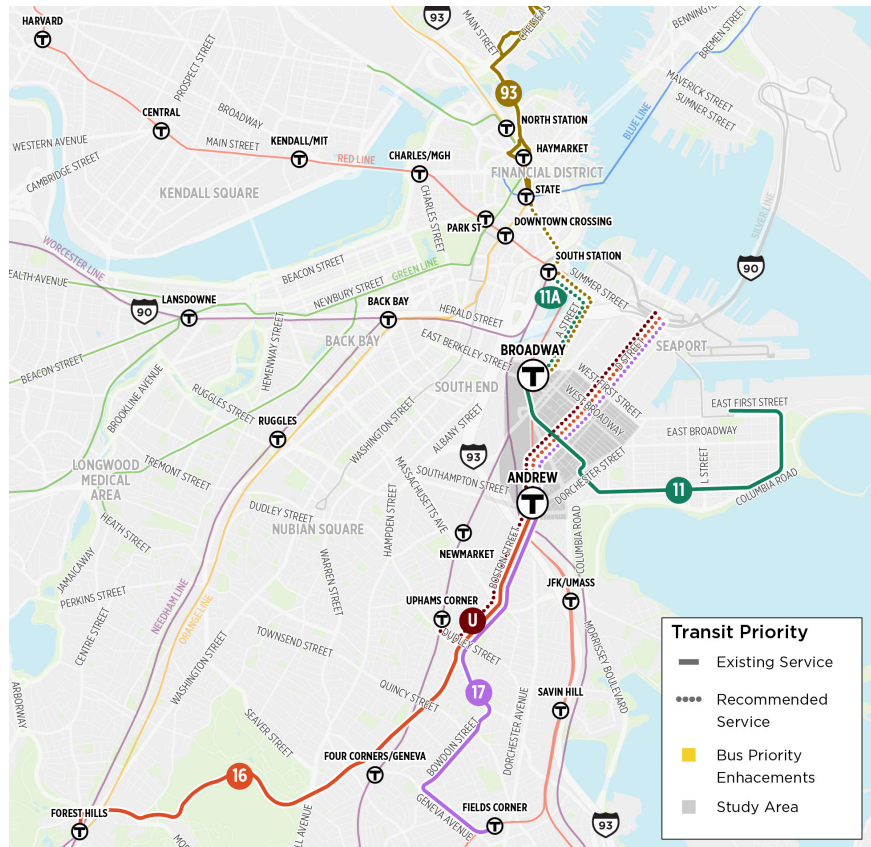 HARVARD
T
93
MAIN STREET
CHELSEA S
BENNINGTON
BREMEN STREET
PROSPECT STREET
BROADWAY
CENTRAL
T
93
NORTH STATION
T
MAVERICK STREET
SUMNER STREET
WESTERN AVENUE
MAIN STREET
KENDALL/MIT
T
RED LINE
CHARLES/MGH
T
HAYMARKET
T
BLUE LINE
CAMBRIDGE STREET
KENDALL SQUARE
FINANCIAL DISTRICT
STATE
T
CHARLES STREET
PARK ST
T
DOWNTOWN CROSSING
T
SILVER LINE
WORCESTER LINE
BEACON STREET
GREEN LINE
SOUTH STATION
T
SUMMER STREET
90
EALTH AVENUE
NEWBURY STREET
11A
LANSDOWNE
T
90
BACK BAY
T
HERALD STREET
A STREET
BACK BAY
EAST BERKELEY STREET
BROADWAY
T
D STREET
SEAPORT
BEACON STREET
HEMENWAY STREET
BROOKLINE AVENUE
SOUTH END
WEST FIRST STREET
WEST BROADWAY
RUGGLES STREET
RUGGLES
T
WASHINGTON STREET
ALBANY STREET
EAST FIRST STREET
EAST BROADWAY
L STREET
93
LONGWOOD
MEDICAL
AREA
TREMONT STREET
MASSACHUSETTS AVE
SOUTHAMPTON STREET
ANDREW
T
DORCHESTER STREET
11
COLUMBIA ROAD
DUDLEY STREET
HAMPDEN STREET
NUBIAN SQUARE
HEATH STREET
T
NEWMARKET
COLUMBIA ROAD
BOSTON STREET
JAMAICAWAY
WARREN STREET
JFK/UMASS
T
PERKINS STREET
NEEDHAM LINE
ORANGE LINE
UPHAMS CORNER
T
U
DUDLEY STREET
CENTRE STREET
TOWNSEND STREET
MORRISSEY BOULEVARD
WASHINGTON STREET
ARBORWAY
QUINCY STREET
17
SAVIN HILL
T
SEAVER STREET
DORCHESTER AVENUE
BOWDOIN STREET
FOUR CORNERS/GENEVA
T
16
FOREST HILLS
T
MO
LL AVENUE
GENEVA AVENUE
FIELDS CORNER
T
93
Transit Priority
Existing Service
Recommended
Service
Bus Priority
Enhacements
Study Area